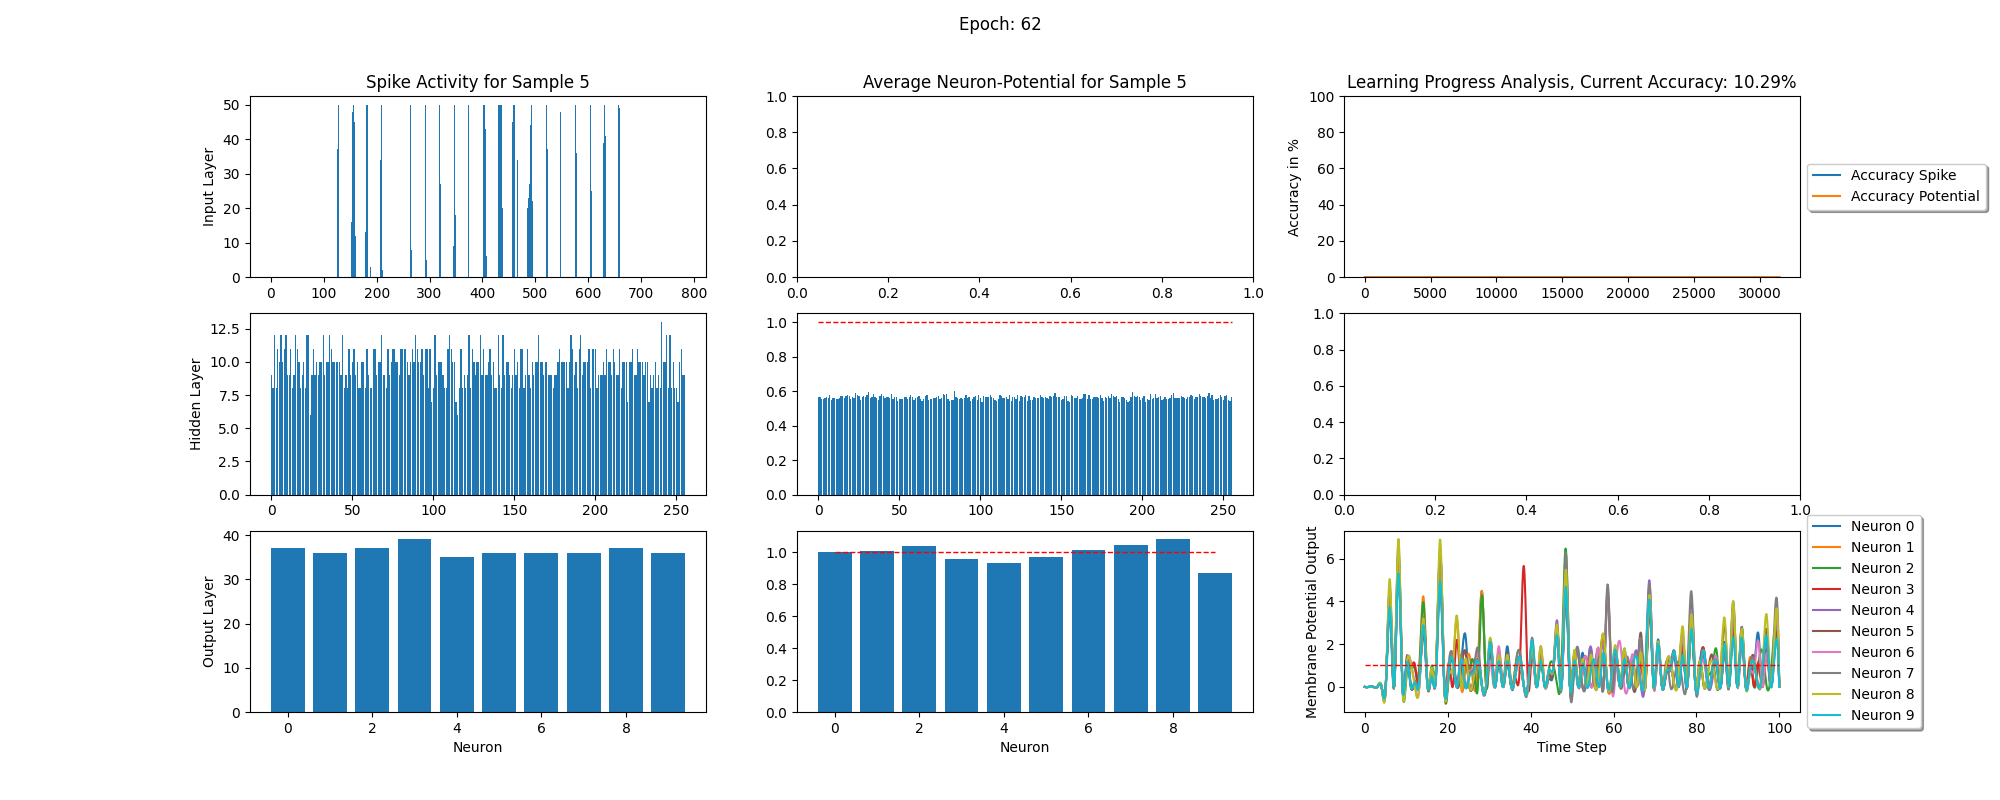 Epoch: 62
Spike Activity for Sample 5
Input Layer
50
40
30
20
10
0
0 100 200 300 400 500 600 700 800
Average Neuron-Potential for Sample 5
1.0
0.8
0.6
0.4
0.2
0.0
0.0 0.2 0.4 0.6 0.8 1.0
Learning Progress Analysis, Current Accuracy: 10.29%
Accuracy in %
100
80
60
40
20
0
0 5000 10000 15000 20000 25000 30000
Accuracy Spike
Accuracy Potential
Hidden Layer
12.5
10.0
7.5
5.0
2.5
0.0
0 50 100 150 200 250
1.0
0.8
0.6
0.4
0.2
0.0
0 50 100 150 200 250
1.0
0.8
0.6
0.4
0.2
0.0
0.0 0.2 0.4 0.6 0.8 1.0
Output Layer
40
30
20
10
0
0 2 4 6 8
Neuron
1.0
0.8
0.6
0.4
0.2
0.0
0 2 4 6 8
Neuron
Membrane Potential Output
6
4
2
0
0 20 40 60 80 100
Time Step
Neuron 0
Neuron 1
Neuron 2
Neuron 3
Neuron 4
Neuron 5
Neuron 6
Neuron 7
Neuron 8
Neuron 9